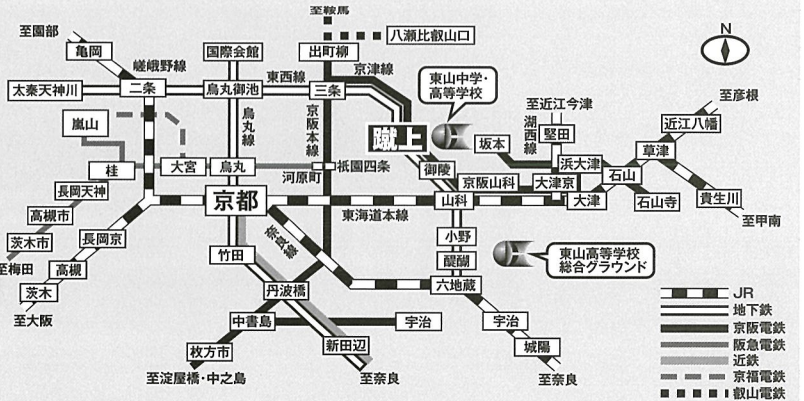 至鞍馬
八瀬比叡山口
N
至園部
亀岡
嵯峨野線
国際会館
出町柳
京津線
東山中学・
高等学校
太秦天神川
二条
烏丸御池
東西線
三条
至近江今津
至彦根
嵐山
烏丸線
京阪本線
蹴上
坂本
湖西線
堅田
近江八幡
草津
桂
大宮
烏丸
河原町
祇園四条
御陵
浜大津
石山
長岡天神
京阪山科
大津京
高槻市
京都
東海道本線
山科
大津
石山寺
貴生川
至甲南
茨木市
長岡京
奈良線
小野
至梅田
高槻
竹田
醍醐
東山高等学校
総合グラウンド
茨木
丹波橋
六地蔵
至大阪
中書島
宇治
宇治
枚方市
新田辺
城陽
至淀屋橋・中之島
至奈良
至奈良
JR
地下鉄
京阪電鉄
阪急電鉄
近鉄
京福電鉄
叡山電鉄